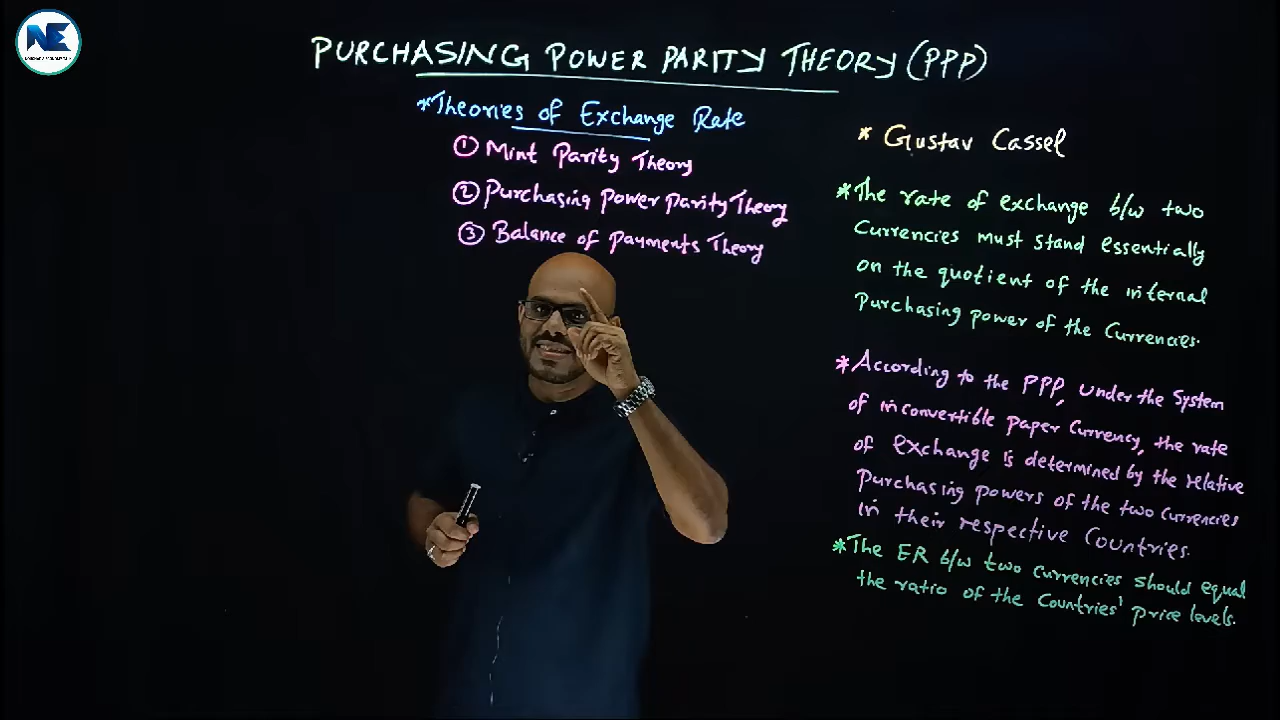 NE
PURCHASING POWER PARITY THEORY (PPP)
*Theories of Exchange Rate
① Mint Parity Theory
② Purchasing Power Parity Theory
③ Balance of Payments Theory
* Gustav Cassel
*The rate of exchange b/w two
Currencies must stand essentially
on the quotient of the internal
Purchasing power of the Currencies.
*According to the PPP, under the System
of inconvertible paper Currency, the rate
of exchange is determined by the relative
purchasing powers of the two currencies
in their respective Countries.
*The ER b/w two currencies should equal
the ratio of the Countries' price levels.